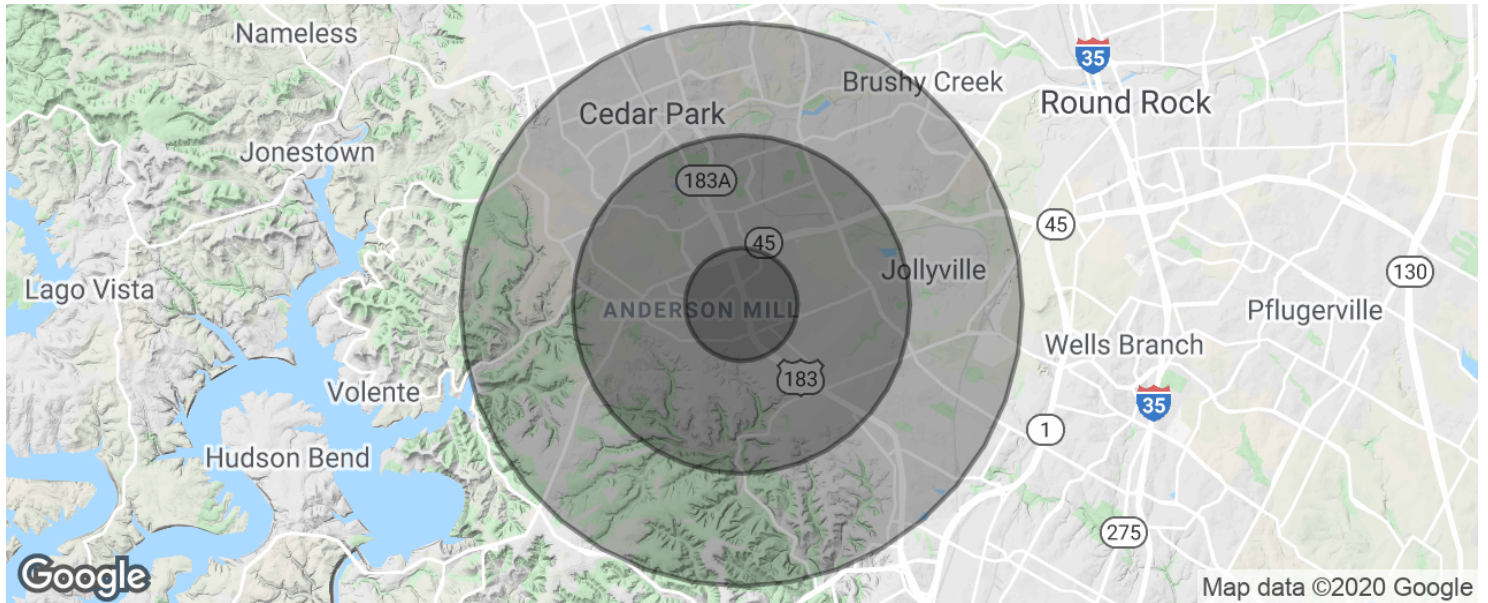 Nameless
35
Brushy Creek
Round Rock
Cedar Park
Jonestown
183A
45
45
Jollyville
130
Lago Vista
ANDERSON MILL
Pflugerville
Wells Branch
183
Volente
35
1
Hudson Bend
275
Google
Map data ©2020 Google